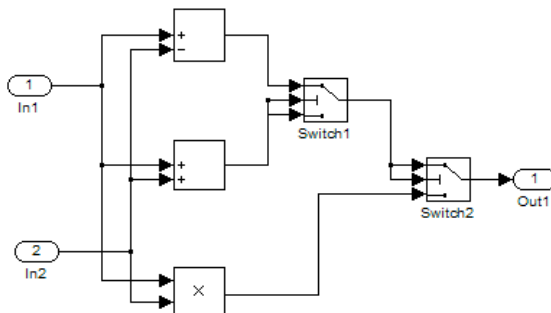 +
−
1
In1
Switch1
+
+
1
Out1
Switch2
2
In2
×